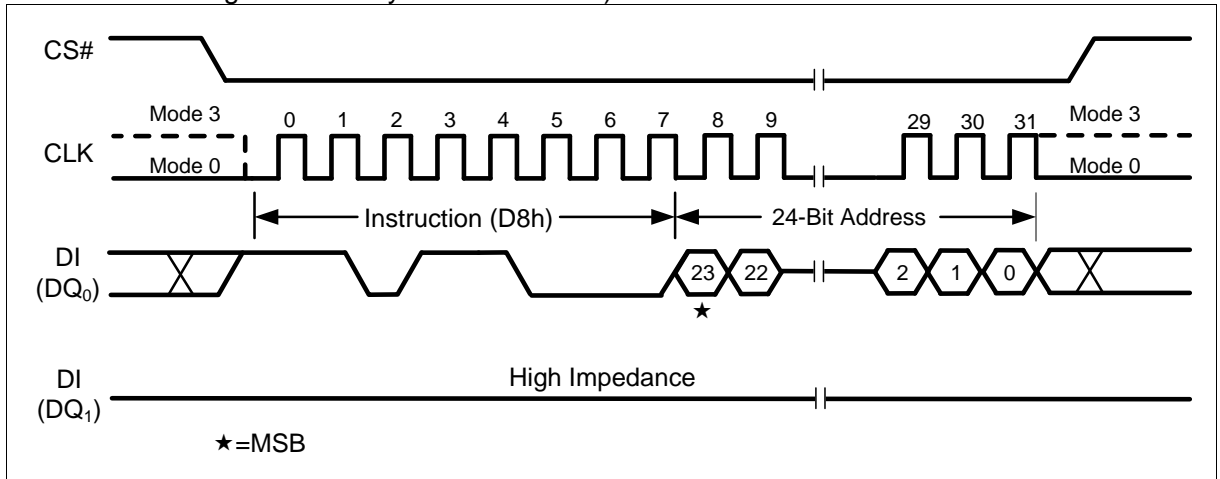 CS#
Mode 3 0 1 2 3 4 5 6 7 8 9 29 30 31 Mode 3
CLK
Mode 0 Mode 0
Instruction (D8h) 24-Bit Address
DI
(DQ₀)
23 22 2 1 0
★
High Impedance
DI
(DQ₁)
★=MSB